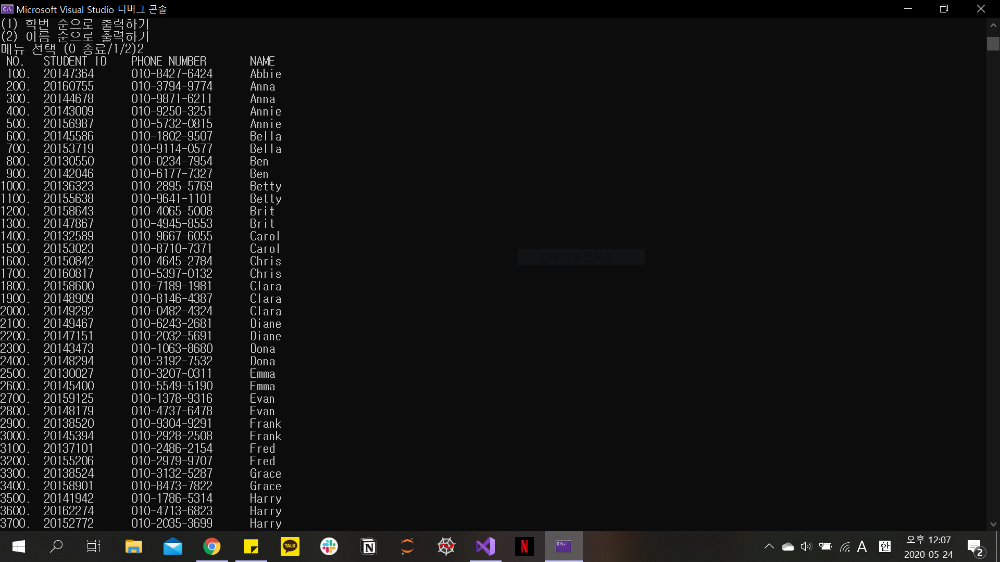 Microsoft Visual Studio 디버그 콘솔
(1) 학번 순으로 출력하기
(2) 이름 순으로 출력하기
메뉴 선택 (0 종료/1/2)2
NO. STUDENT ID PHONE NUMBER NAME
100. 20147364 010-8427-6424 Abbie
200. 20160755 010-3794-9774 Anna
300. 20144678 010-9871-6211 Anna
400. 20143009 010-9250-3251 Annie
500. 20156987 010-5732-0815 Annie
600. 20145586 010-1802-9507 Bella
700. 20153719 010-9114-0577 Bella
800. 20130550 010-0234-7954 Ben
900. 20142046 010-6177-7327 Ben
1000. 20136323 010-2895-5769 Betty
1100. 20155638 010-9641-1101 Betty
1200. 20158643 010-4065-5008 Brit
1300. 20147867 010-4945-8553 Brit
1400. 20132589 010-9667-6055 Carol
1500. 20153023 010-8710-7371 Carol
1600. 20150842 010-4645-2784 Chris
1700. 20160817 010-5397-0132 Chris
1800. 20158600 010-7189-1981 Clara
1900. 20148909 010-8146-4387 Clara
2000. 20149292 010-0482-4324 Clara
2100. 20149467 010-6243-2681 Diane
2200. 20147151 010-2032-5691 Diane
2300. 20143473 010-1063-8680 Dona
2400. 20148294 010-3192-7532 Dona
2500. 20130027 010-3207-0311 Emma
2600. 20145400 010-5549-5190 Emma
2700. 20159125 010-1378-9316 Evan
2800. 20148179 010-4737-6478 Evan
2900. 20138520 010-9304-9291 Frank
3000. 20145394 010-2928-2508 Frank
3100. 20137101 010-2486-2154 Fred
3200. 20155206 010-2979-9707 Fred
3300. 20138524 010-3132-5287 Grace
3400. 20158901 010-8473-7822 Grace
3500. 20141942 010-1786-5314 Harry
3600. 20162274 010-4713-6823 Harry
3700. 20152772 010-2035-3699 Harry
전체 화면 캡처(S)
TALK
N
N
A
한
오후 12:07
2020-05-24
2